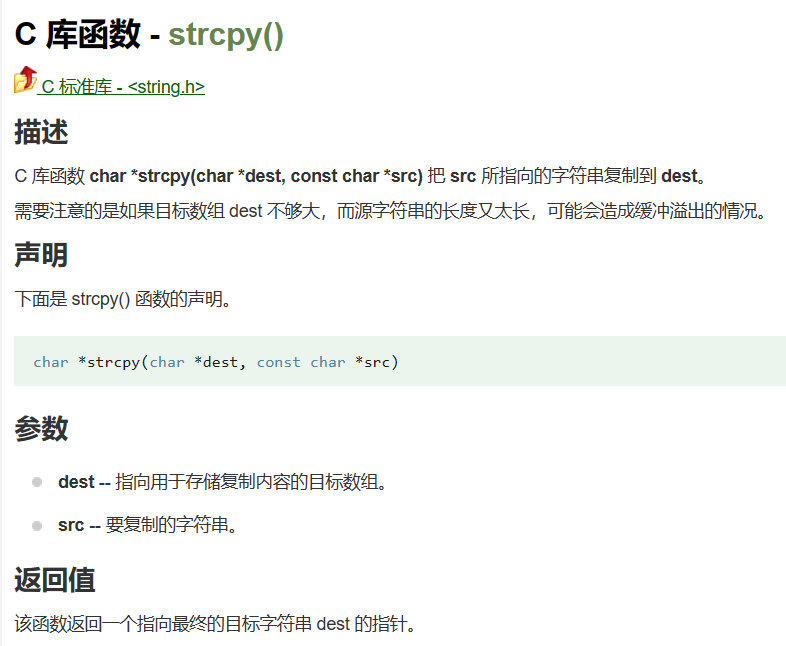 C 库函数 - strcpy()
C 标准库 - <string.h>
描述
C 库函数 char *strcpy(char *dest, const char *src) 把 src 所指向的字符串复制到 dest。
需要注意的是如果目标数组 dest 不够大，而源字符串的长度又太长，可能会造成缓冲溢出的情况。
声明
下面是 strcpy() 函数的声明。
char *strcpy(char *dest, const char *src)
参数
dest -- 指向用于存储复制内容的目标数组。
src -- 要复制的字符串。
返回值
该函数返回一个指向最终的目标字符串 dest 的指针。